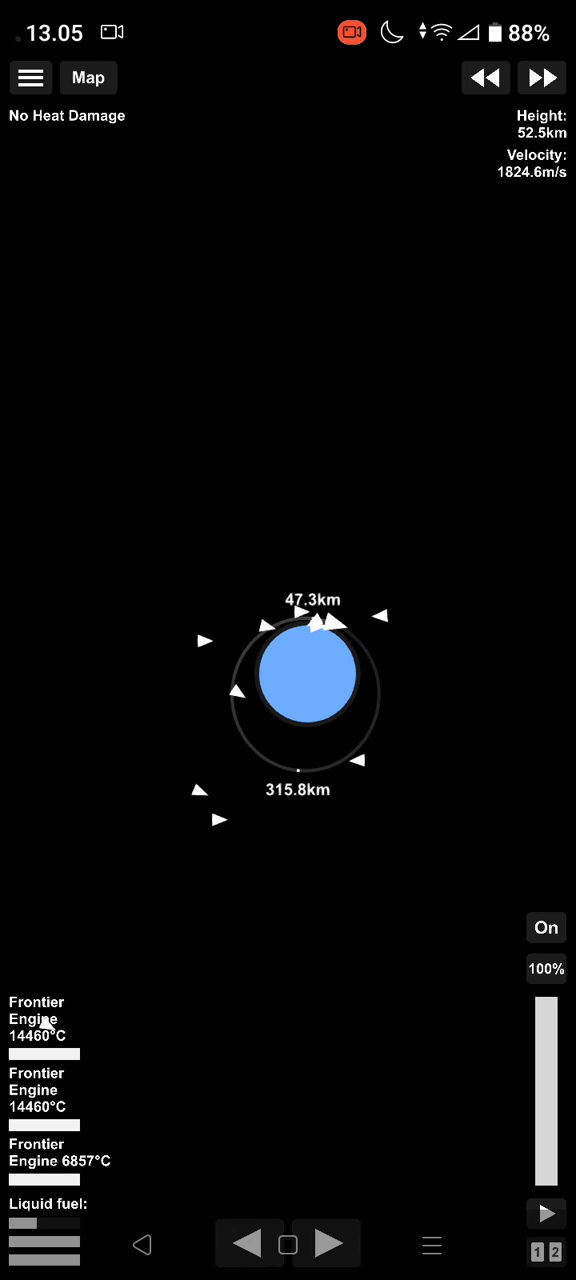 13.05
88%
Map
No Heat Damage
Height:
52.5km
Velocity:
1824.6m/s
47.3km
315.8km
On
100%
Frontier
Engine
14460°C
Frontier
Engine
14460°C
Frontier
Engine 6857°C
Liquid fuel:
1 2